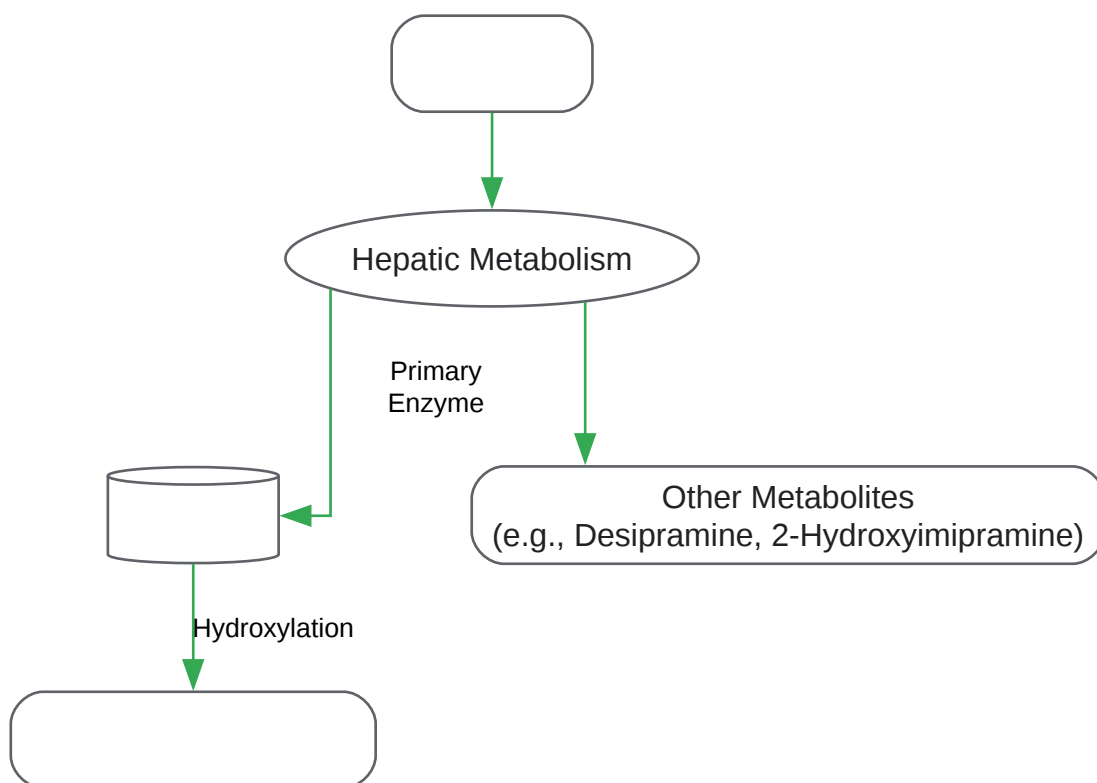 Hepatic Metabolism
Primary
Enzyme
Other Metabolites
(e.g., Desipramine, 2-Hydroxyimipramine)
Hydroxylation